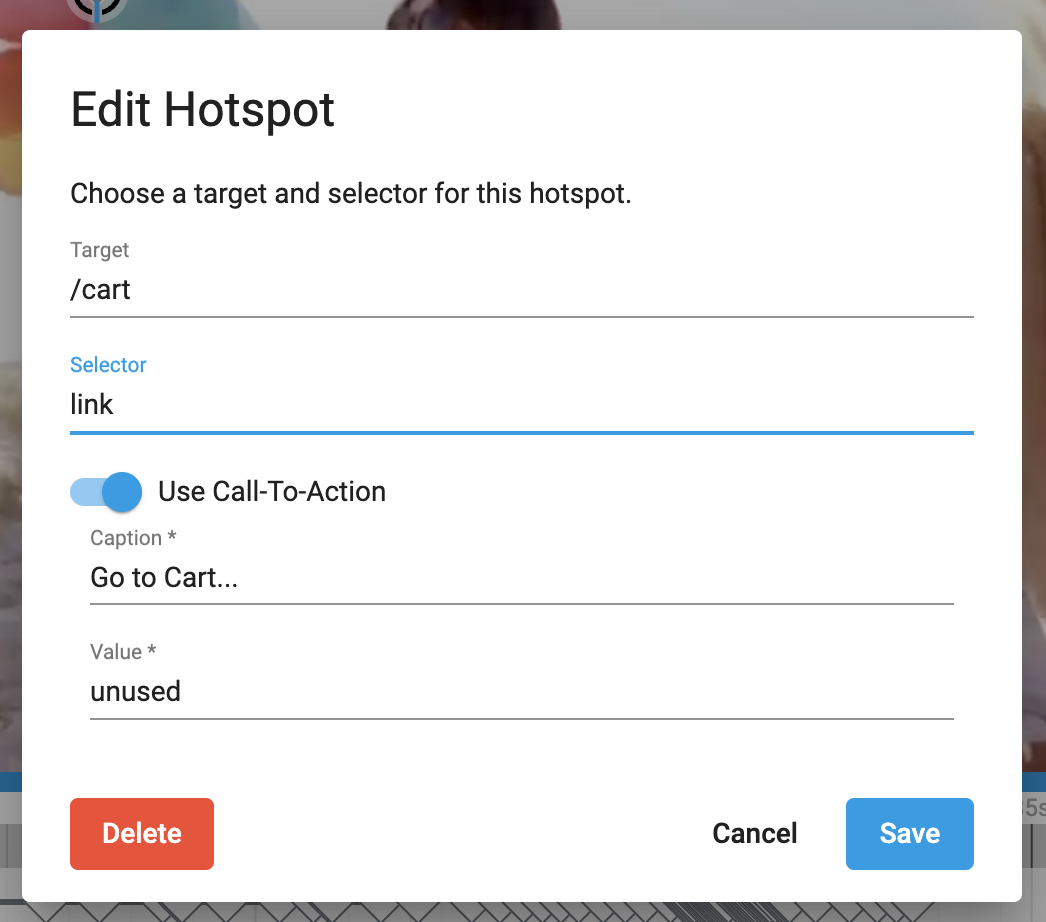 Edit Hotspot
Choose a target and selector for this hotspot.
Target
/cart
Selector
link
Use Call-To-Action
Caption *
Go to Cart...
Value *
unused
Delete
Cancel
Save